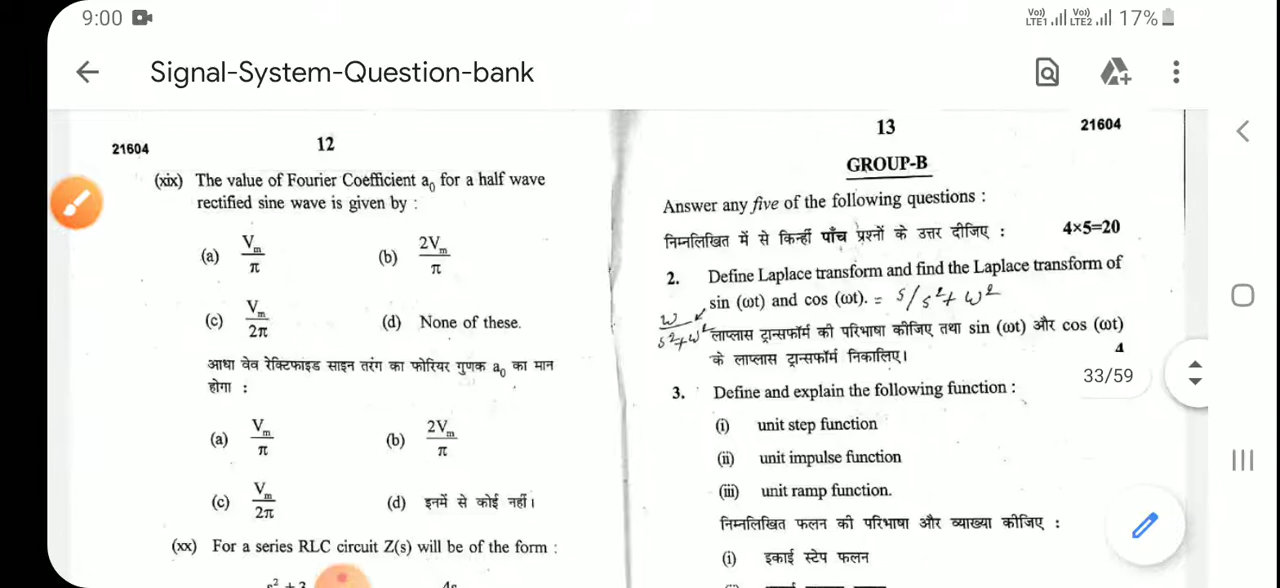 9:00
Vo)) LTE1 Vo)) LTE2 17%
Signal-System-Question-bank
21604
12
(xix) The value of Fourier Coefficient a₀ for a half wave
rectified sine wave is given by :
(a) Vm/π (b) 2Vm/π
(c) Vm/2π (d) None of these.
आधा वेव रेक्टिफाइड साइन तरंग का फोरियर गुणक a₀ का मान
होगा :
(a) Vm/π (b) 2Vm/π
(c) Vm/2π (d) इनमें से कोई नहीं।
(xx) For a series RLC circuit Z(s) will be of the form :
13
21604
GROUP-B
Answer any five of the following questions :
निम्नलिखित में से किन्हीं पाँच प्रश्नों के उत्तर दीजिए : 4×5=20
2. Define Laplace transform and find the Laplace transform of
sin (ωt) and cos (ωt). = s/s²+ω²
ω/s²+ω²
लाप्लास ट्रान्सफॉर्म की परिभाषा कीजिए तथा sin (ωt) और cos (ωt)
के लाप्लास ट्रान्सफॉर्म निकालिए। 4
33/59
3. Define and explain the following function :
(i) unit step function
(ii) unit impulse function
(iii) unit ramp function.
निम्नलिखित फलन की परिभाषा और व्याख्या कीजिए :
(i) इकाई स्टेप फलन